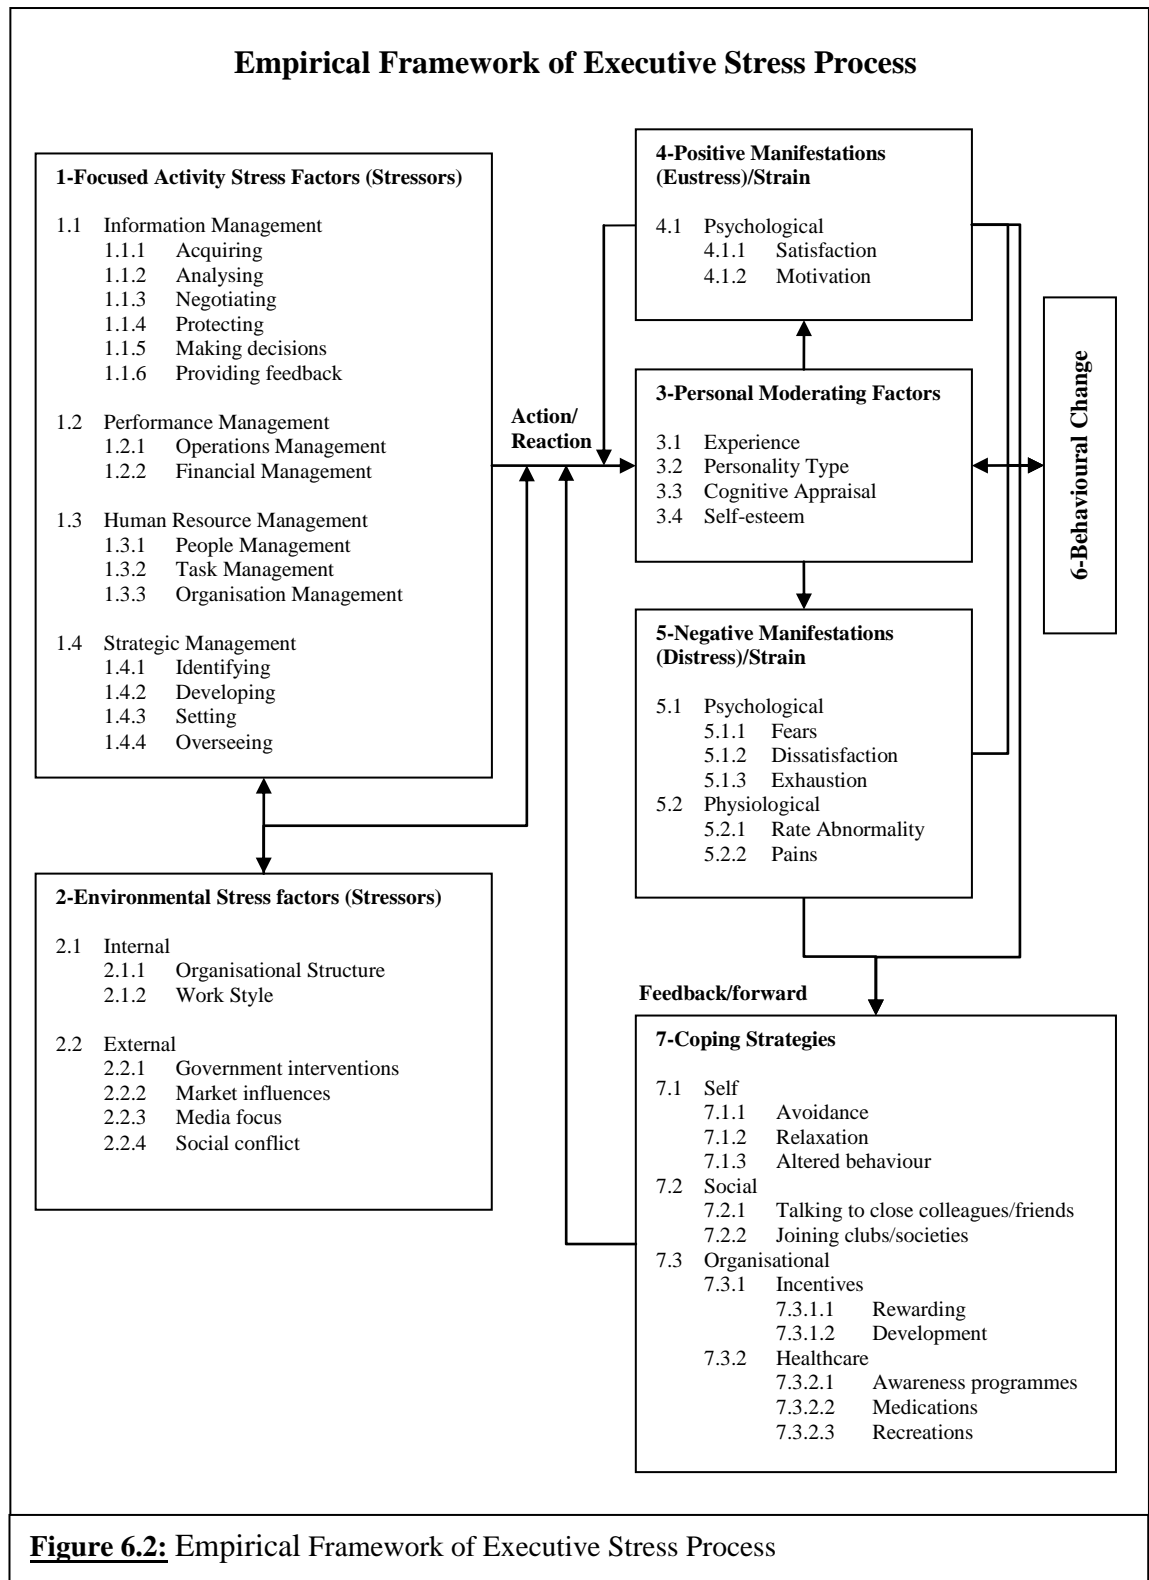 Empirical Framework of Executive Stress Process
1-Focused Activity Stress Factors (Stressors)
1.1 Information Management
1.1.1 Acquiring
1.1.2 Analysing
1.1.3 Negotiating
1.1.4 Protecting
1.1.5 Making decisions
1.1.6 Providing feedback
1.2 Performance Management
1.2.1 Operations Management
1.2.2 Financial Management
1.3 Human Resource Management
1.3.1 People Management
1.3.2 Task Management
1.3.3 Organisation Management
1.4 Strategic Management
1.4.1 Identifying
1.4.2 Developing
1.4.3 Setting
1.4.4 Overseeing
2-Environmental Stress factors (Stressors)
2.1 Internal
2.1.1 Organisational Structure
2.1.2 Work Style
2.2 External
2.2.1 Government interventions
2.2.2 Market influences
2.2.3 Media focus
2.2.4 Social conflict
Action/
Reaction
4-Positive Manifestations
(Eustress)/Strain
4.1 Psychological
4.1.1 Satisfaction
4.1.2 Motivation
3-Personal Moderating Factors
3.1 Experience
3.2 Personality Type
3.3 Cognitive Appraisal
3.4 Self-esteem
5-Negative Manifestations
(Distress)/Strain
5.1 Psychological
5.1.1 Fears
5.1.2 Dissatisfaction
5.1.3 Exhaustion
5.2 Physiological
5.2.1 Rate Abnormality
5.2.2 Pains
6-Behavioural Change
Feedback/forward
7-Coping Strategies
7.1 Self
7.1.1 Avoidance
7.1.2 Relaxation
7.1.3 Altered behaviour
7.2 Social
7.2.1 Talking to close colleagues/friends
7.2.2 Joining clubs/societies
7.3 Organisational
7.3.1 Incentives
7.3.1.1 Rewarding
7.3.1.2 Development
7.3.2 Healthcare
7.3.2.1 Awareness programmes
7.3.2.2 Medications
7.3.2.3 Recreations
Figure 6.2: Empirical Framework of Executive Stress Process